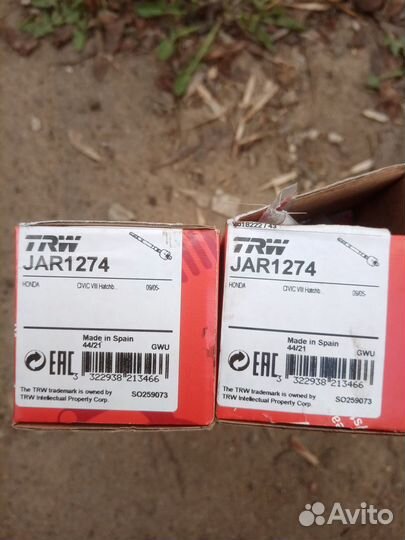 TRW
JAR1274
HONDA CIVIC VIII Hatchb. 09/05-
Made in Spain
44/21
GWU
EAC
3 322938 213466
The TRW trademark is owned by
TRW Intellectual Property Corp.
SO259073
TRW
JAR1274
HONDA CIVIC VIII Hatchb. 09/05-
Made in Spain
44/21
GWU
EAC
3 322938 213466
The TRW trademark is owned by
TRW Intellectual Property Corp.
SO259073
Avito